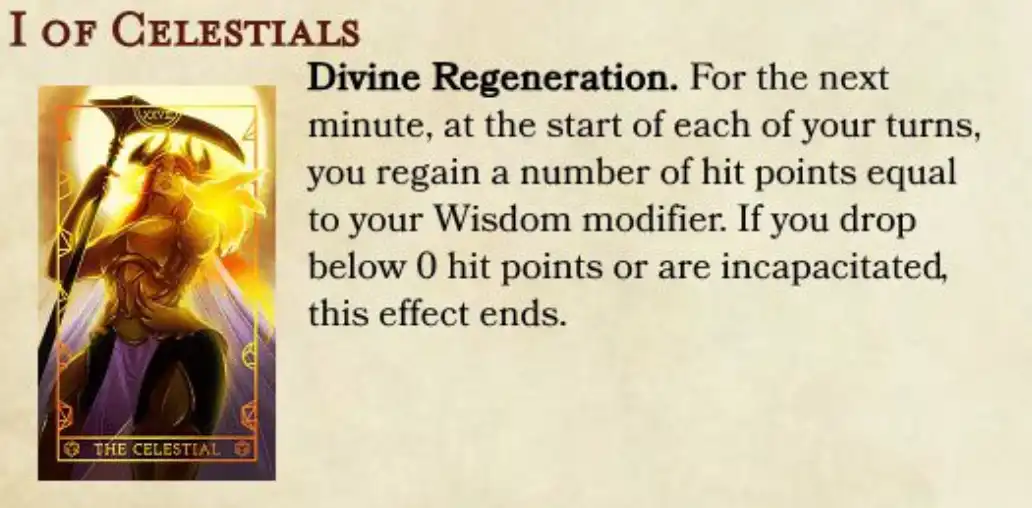 I OF CELESTIALS
Divine Regeneration. For the next
minute, at the start of each of your turns,
you regain a number of hit points equal
to your Wisdom modifier. If you drop
below 0 hit points or are incapacitated,
this effect ends.
THE CELESTIAL